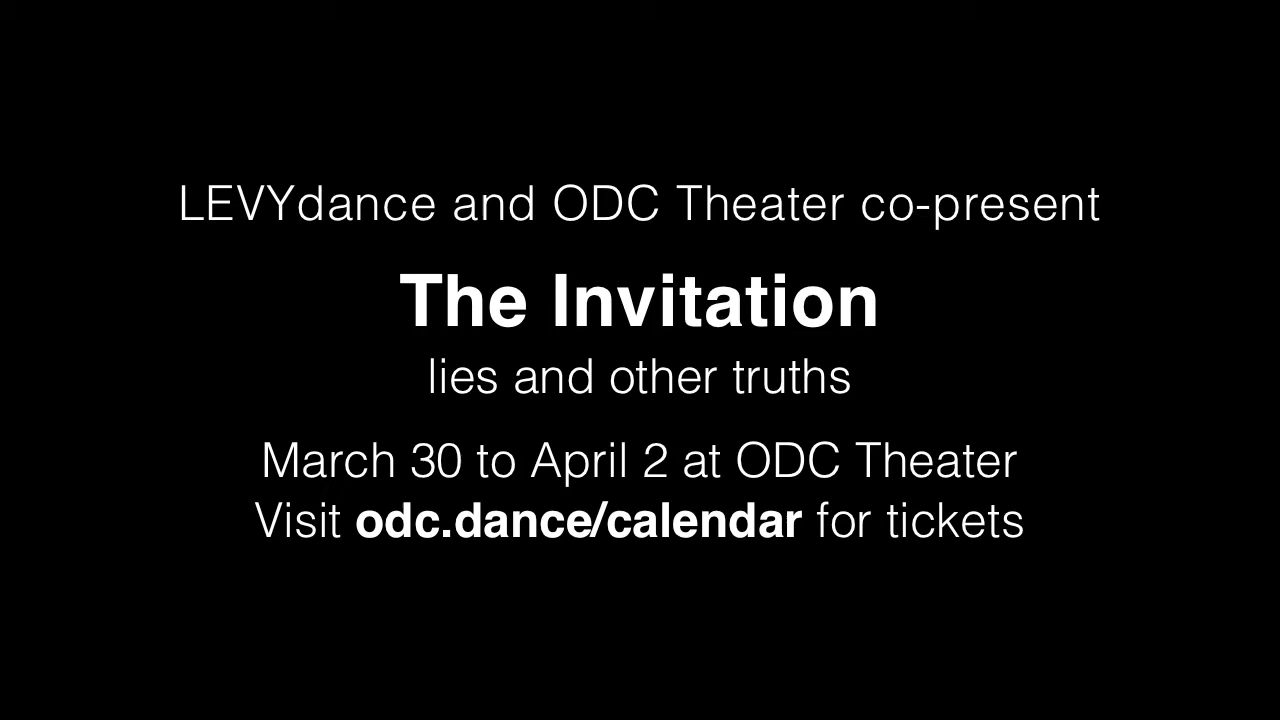 LEVYdance and ODC Theater co-present
The Invitation
lies and other truths
March 30 to April 2 at ODC Theater
Visit odc.dance/calendar for tickets